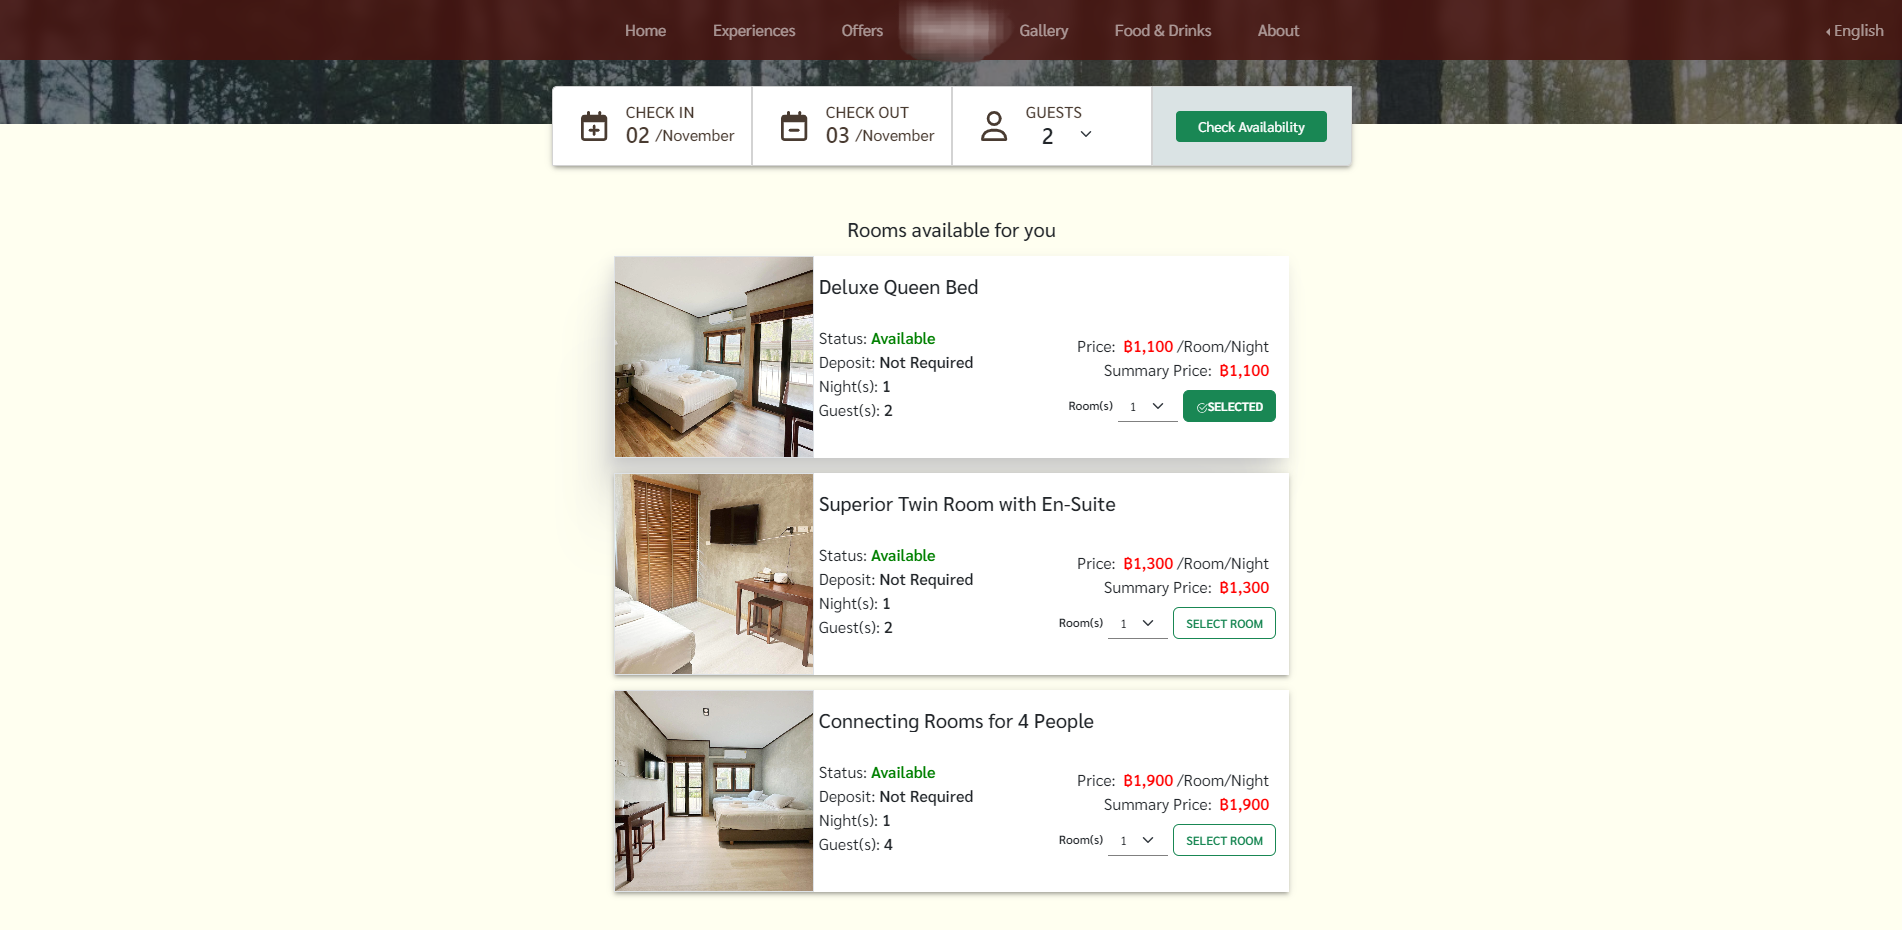 Home Experiences Offers Gallery Food & Drinks About English
CHECK IN
02 /November
CHECK OUT
03 /November
GUESTS
2
Check Availability
Rooms available for you
Deluxe Queen Bed
Status: Available
Deposit: Not Required
Night(s): 1
Guest(s): 2
Price: ฿1,100 /Room/Night
Summary Price: ฿1,100
Room(s) 1 SELECTED
Superior Twin Room with En-Suite
Status: Available
Deposit: Not Required
Night(s): 1
Guest(s): 2
Price: ฿1,300 /Room/Night
Summary Price: ฿1,300
Room(s) 1 SELECT ROOM
Connecting Rooms for 4 People
Status: Available
Deposit: Not Required
Night(s): 1
Guest(s): 4
Price: ฿1,900 /Room/Night
Summary Price: ฿1,900
Room(s) 1 SELECT ROOM